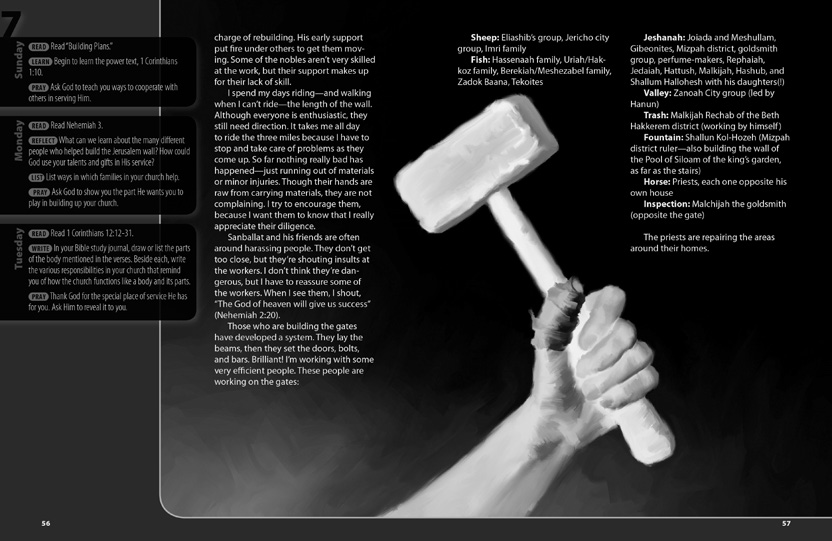 7
Sunday
READ Read "Building Plans."
LEARN Begin to learn the power text, 1 Corinthians
1:10.
PRAY Ask God to teach you ways to cooperate with
others in serving Him.
Monday
READ Read Nehemiah 3.
REFLECT What can we learn about the many different
people who helped build the Jerusalem wall? How could
God use your talents and gifts in His service?
LIST List ways in which families in your church help.
PRAY Ask God to show you the part He wants you to
play in building up your church.
Tuesday
READ Read 1 Corinthians 12:12–31.
WRITE In your Bible study journal, draw or list the parts
of the body mentioned in the verses. Beside each, write
the various responsibilities in your church that remind
you of how the church functions like a body and its parts.
PRAY Thank God for the special place of service He has
for you. Ask Him to reveal it to you.
charge of rebuilding. His early support
put fire under others to get them mov-
ing. Some of the nobles aren't very skilled
at the work, but their support makes up
for their lack of skill.
I spend my days riding—and walking
when I can't ride—the length of the wall.
Although everyone is enthusiastic, they
still need direction. It takes me all day
to ride the three miles because I have to
stop and take care of problems as they
come up. So far nothing really bad has
happened—just running out of materials
or minor injuries. Though their hands are
raw from carrying materials, they are not
complaining. I try to encourage them,
because I want them to know that I really
appreciate their diligence.
Sanballat and his friends are often
around harassing people. They don't get
too close, but they're shouting insults at
the workers. I don't think they're dan-
gerous, but I have to reassure some of
the workers. When I see them, I shout,
"The God of heaven will give us success"
(Nehemiah 2:20).
Those who are building the gates
have developed a system. They lay the
beams, then they set the doors, bolts,
and bars. Brilliant! I'm working with some
very efficient people. These people are
working on the gates:
Sheep: Eliashib's group, Jericho city
group, Imri family
Fish: Hassenaah family, Uriah/Hak-
koz family, Berekiah/Meshezabel family,
Zadok Baana, Tekoites
Jeshanah: Joiada and Meshullam,
Gibeonites, Mizpah district, goldsmith
group, perfume-makers, Rephaiah,
Jedaiah, Hattush, Malkijah, Hashub, and
Shallum Hallohesh with his daughters(!)
Valley: Zanoah City group (led by
Hanun)
Trash: Malkijah Rechab of the Beth
Hakkerem district (working by himself)
Fountain: Shallun Kol-Hozeh (Mizpah
district ruler—also building the wall of
the Pool of Siloam of the king's garden,
as far as the stairs)
Horse: Priests, each one opposite his
own house
Inspection: Malchijah the goldsmith
(opposite the gate)
The priests are repairing the areas
around their homes.
56
57